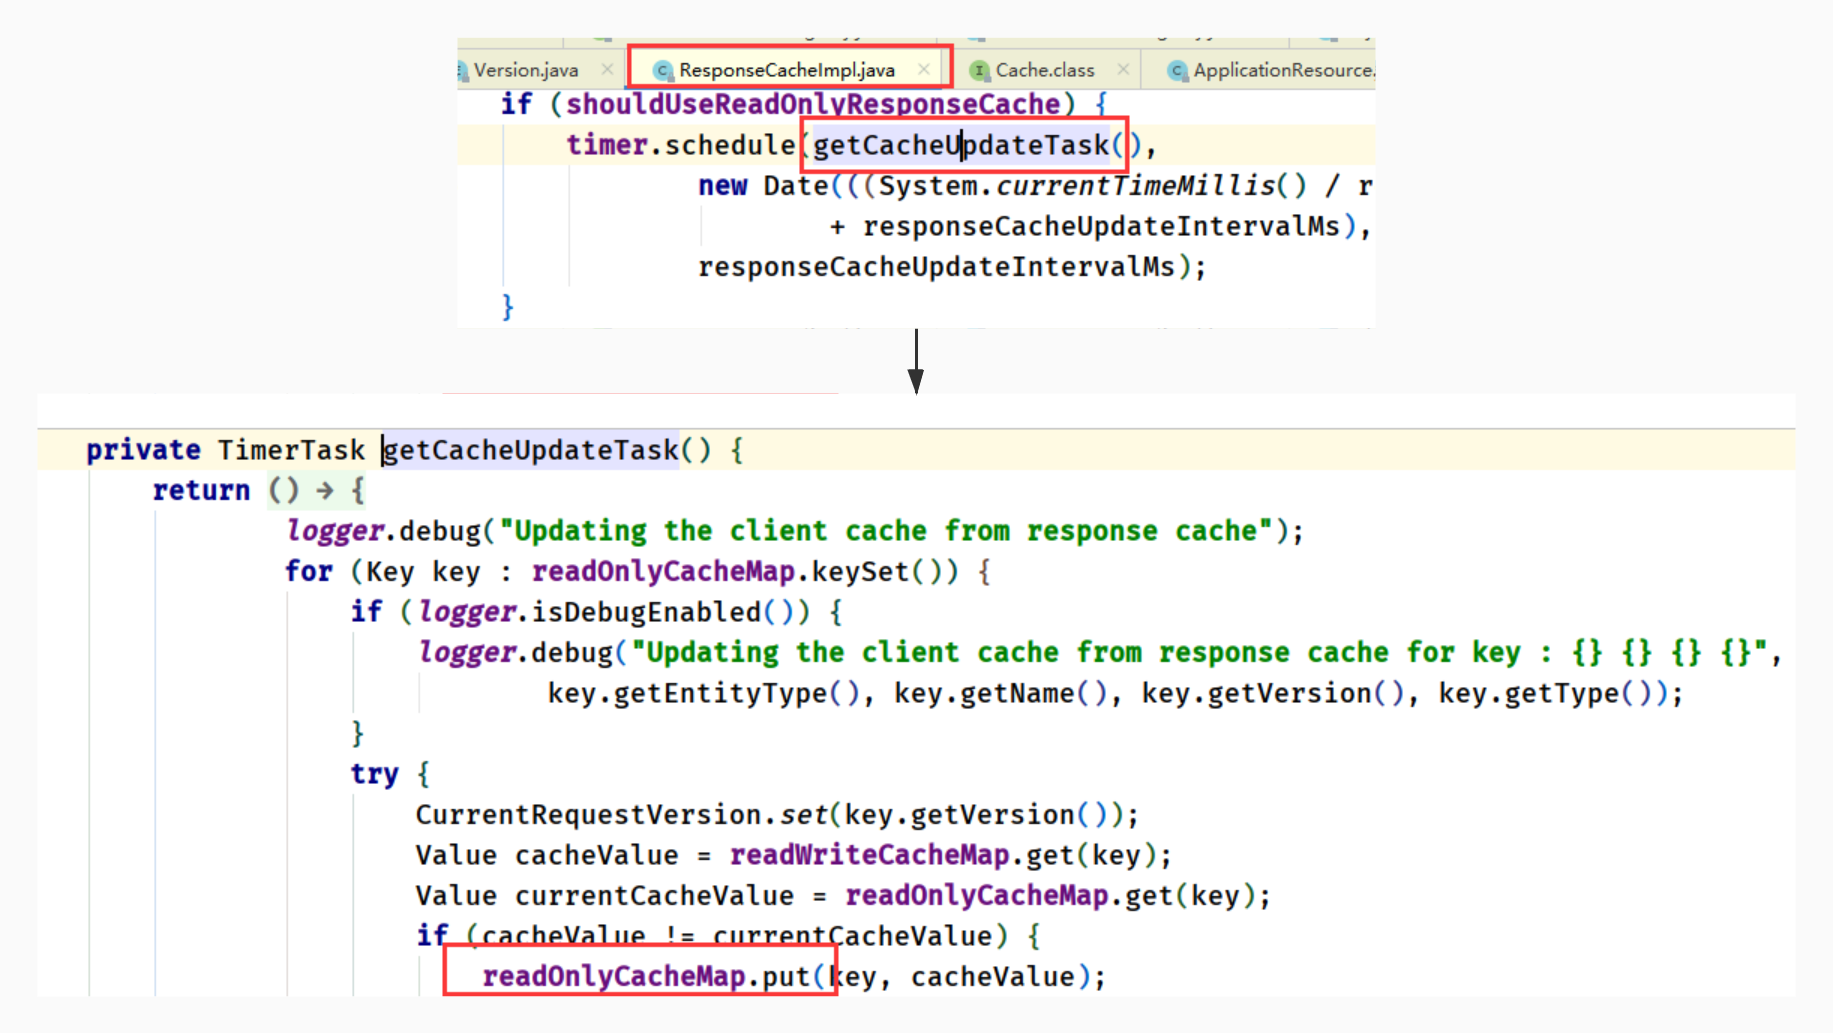 Version.java ResponseCacheImpl.java Cache.class ApplicationResource.
if (shouldUseReadOnlyResponseCache) {
timer.schedule(getCacheUpdateTask(),
new Date(((System.currentTimeMillis() / r
+ responseCacheUpdateIntervalMs),
responseCacheUpdateIntervalMs);
}
private TimerTask getCacheUpdateTask() {
return () → {
logger.debug("Updating the client cache from response cache");
for (Key key : readOnlyCacheMap.keySet()) {
if (logger.isDebugEnabled()) {
logger.debug("Updating the client cache from response cache for key : {} {} {} {}",
key.getEntityType(), key.getName(), key.getVersion(), key.getType());
}
try {
CurrentRequestVersion.set(key.getVersion());
Value cacheValue = readWriteCacheMap.get(key);
Value currentCacheValue = readOnlyCacheMap.get(key);
if (cacheValue != currentCacheValue) {
readOnlyCacheMap.put(key, cacheValue);